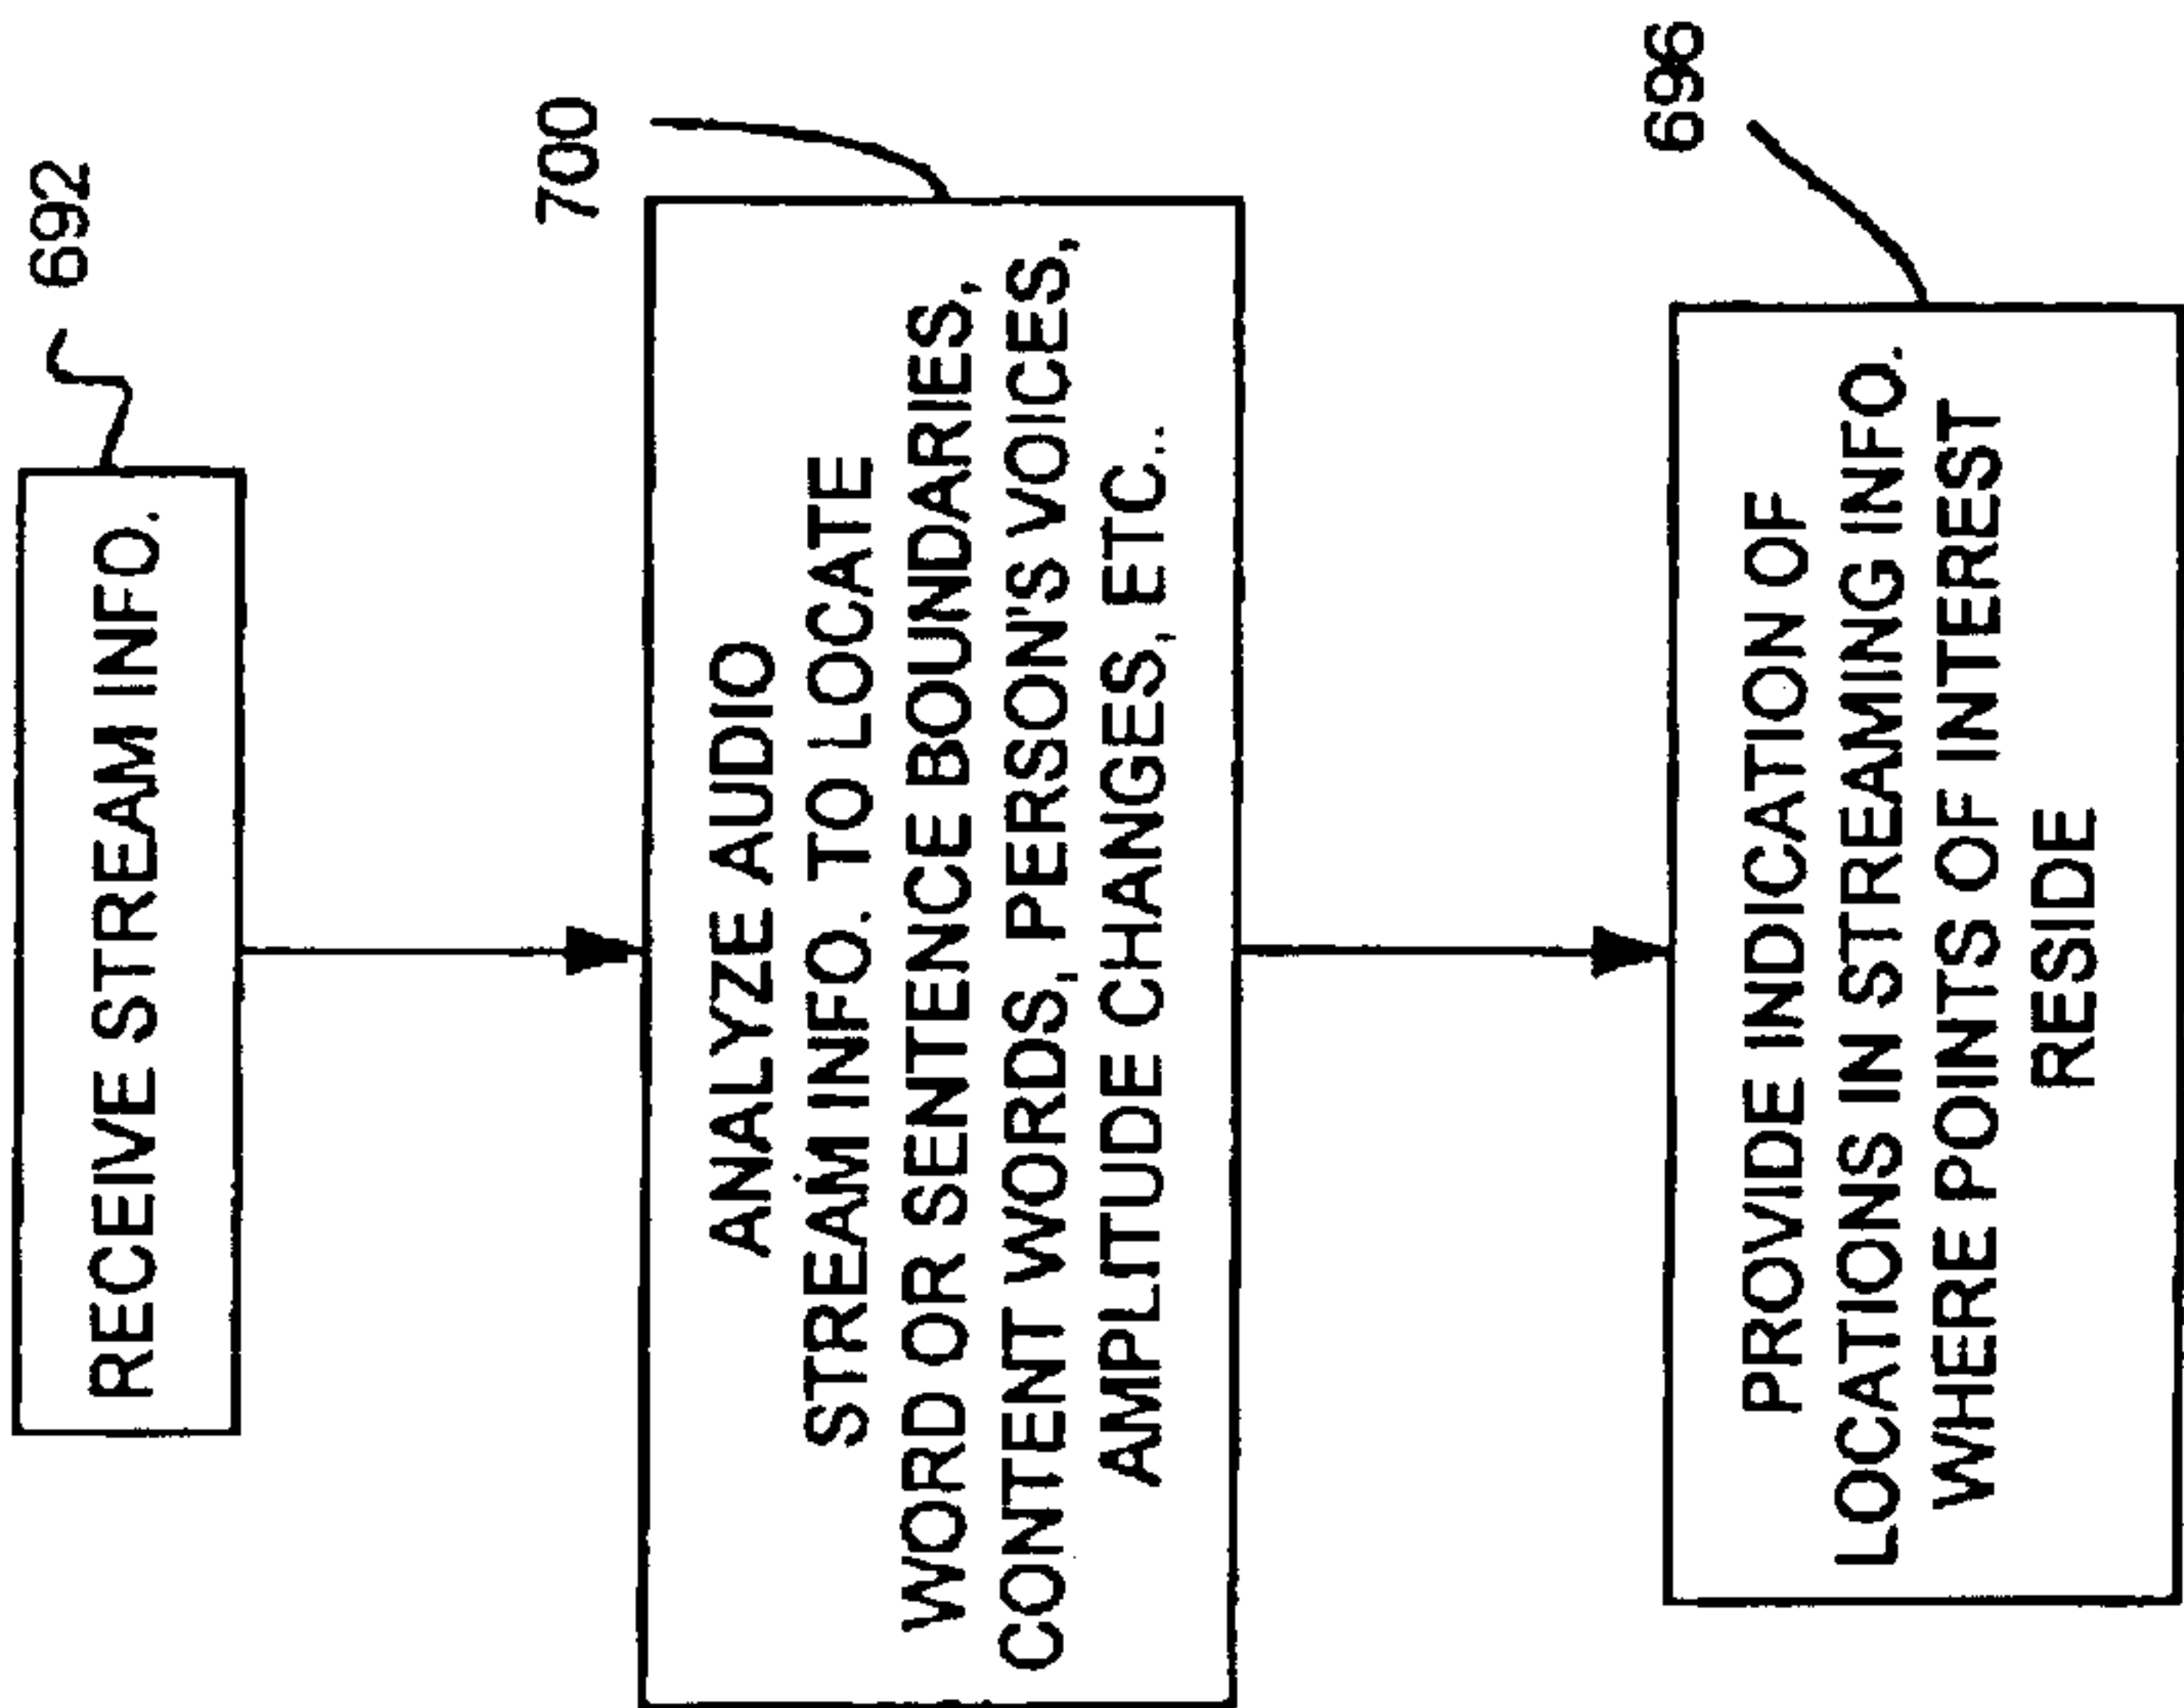 692
RECEIVE STREAM INFO.
700
ANALYZE AUDIO
STREAM INFO. TO LOCATE
WORD OR SENTENCE BOUNDARIES,
CONTENT WORDS, PERSON'S VOICES,
AMPLITUDE CHANGES, ETC..
696
PROVIDE INDICATION OF
LOCATIONS IN STREAMING INFO.
WHERE POINTS OF INTEREST
RESIDE